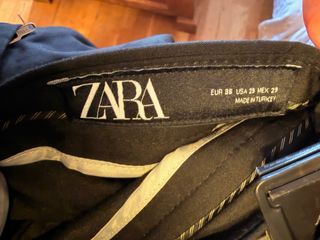 ZARA
EUR 38 USA 29 MEX 29
MADE IN TURKEY